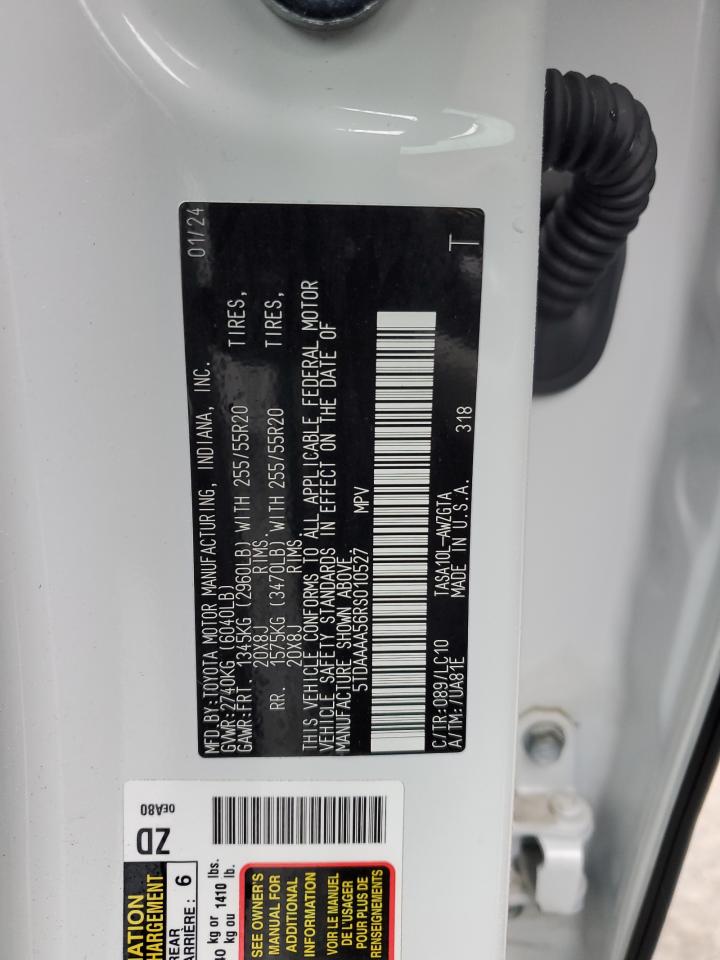 MFD.BY:TOYOTA MOTOR MANUFACTURING, INDIANA, INC. 01/24
GVWR:2740KG (6040LB)
GAWR:FRT. 1345KG (2960LB) WITH 255/55R20 TIRES,
20X8J RIMS.
RR. 1575KG (3470LB) WITH 255/55R20 TIRES,
20X8J RIMS.
THIS VEHICLE CONFORMS TO ALL APPLICABLE FEDERAL MOTOR
VEHICLE SAFETY STANDARDS IN EFFECT ON THE DATE OF
MANUFACTURE SHOWN ABOVE.
5TDAAAA56RS010527 MPV
C/TR:089/LC10 TASA10L-AWZGTA 318 T
A/TM:/UA81E MADE IN U.S.A.
ZD 0EA80
REAR
6
kg or 1410 lb.
kg ou lbs.
SEE OWNER'S
MANUAL FOR
ADDITIONAL
INFORMATION
VOIR LE MANUEL
DE L'USAGER
POUR PLUS DE
RENSEIGNEMENTS